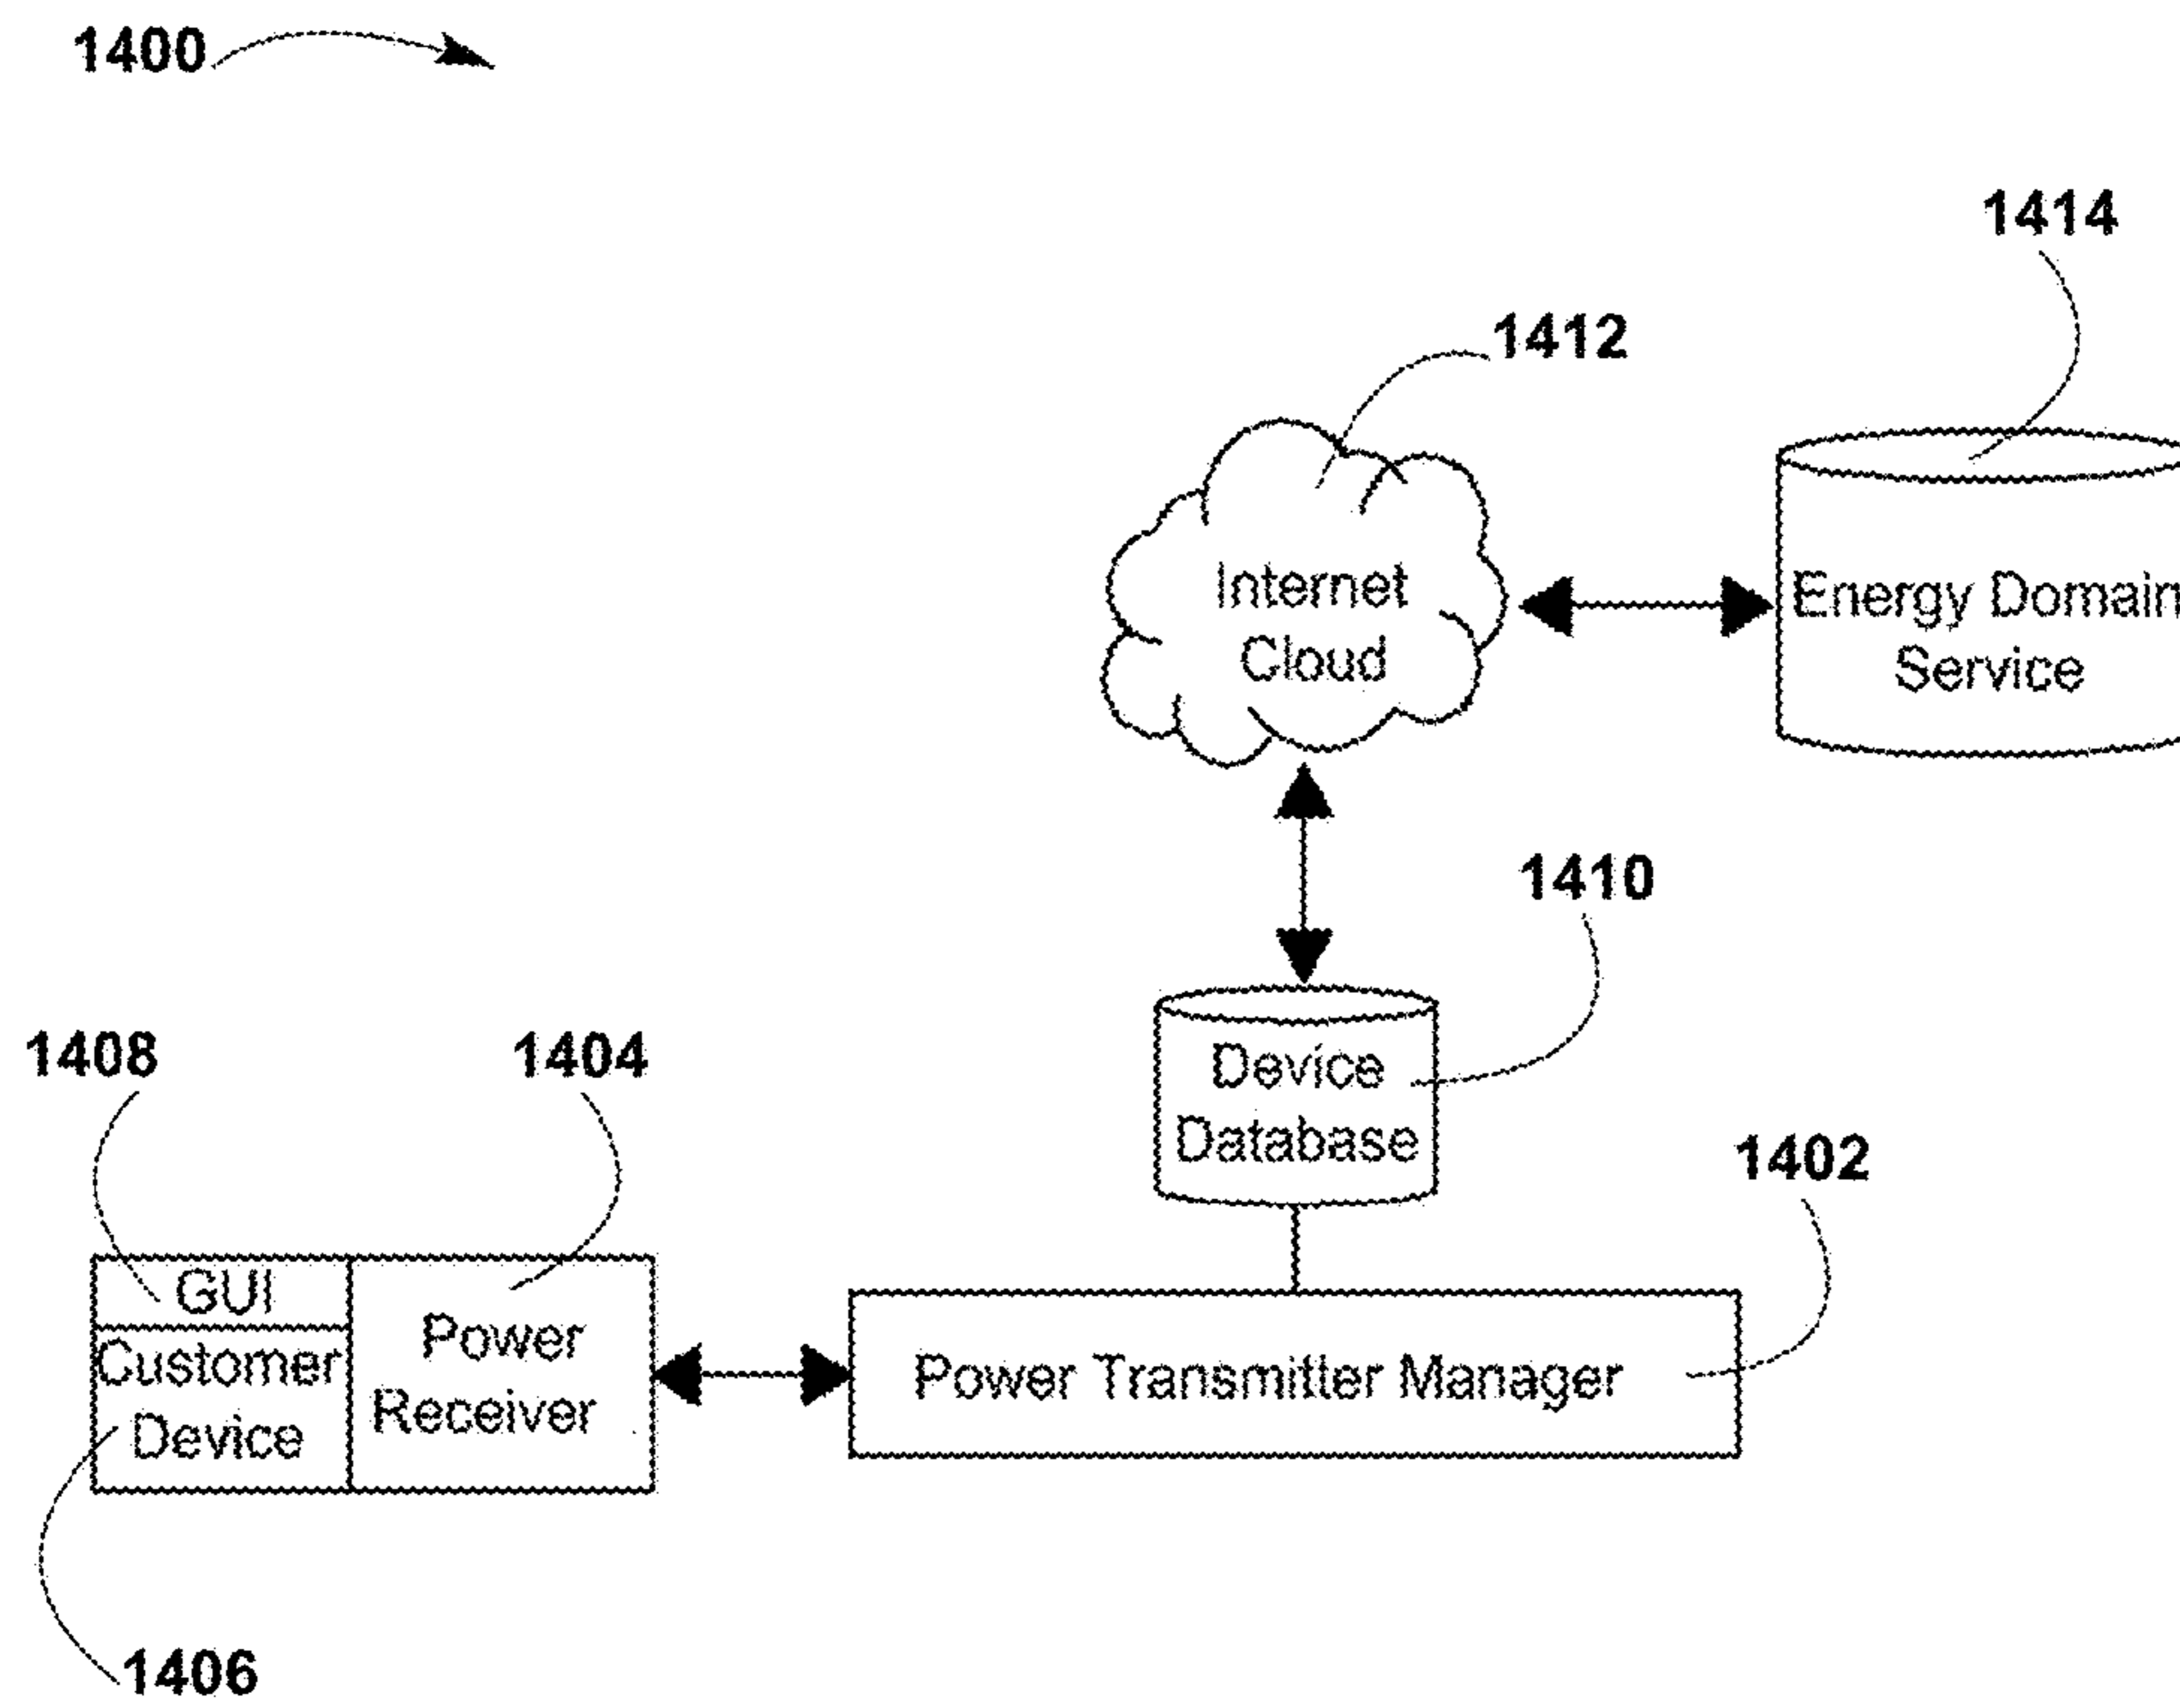 1400
1414
1412
Internet
Cloud
Energy Domain
Service
1410
Device
Database
1408
1404
1402
GUI
Customer
Device
Power
Receiver
Power Transmitter Manager
1406